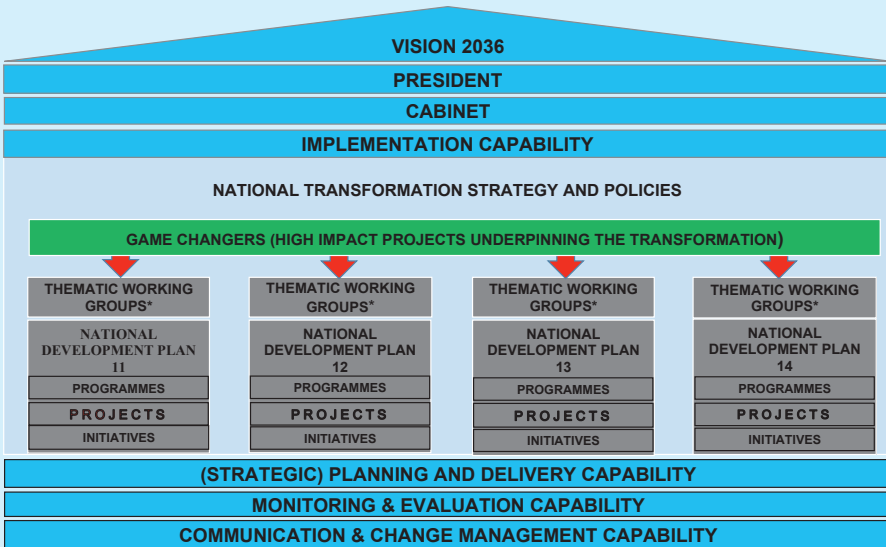 VISION 2036
PRESIDENT
CABINET
IMPLEMENTATION CAPABILITY
NATIONAL TRANSFORMATION STRATEGY AND POLICIES
GAME CHANGERS (HIGH IMPACT PROJECTS UNDERPINNING THE TRANSFORMATION)
THEMATIC WORKING
GROUPS*
NATIONAL
DEVELOPMENT PLAN
11
PROGRAMMES
PROJECTS
INITIATIVES
THEMATIC WORKING
GROUPS*
NATIONAL
DEVELOPMENT PLAN
12
PROGRAMMES
PROJECTS
INITIATIVES
THEMATIC WORKING
GROUPS*
NATIONAL
DEVELOPMENT PLAN
13
PROGRAMMES
PROJECTS
INITIATIVES
THEMATIC WORKING
GROUPS*
NATIONAL
DEVELOPMENT PLAN
14
PROGRAMMES
PROJECTS
INITIATIVES
(STRATEGIC) PLANNING AND DELIVERY CAPABILITY
MONITORING & EVALUATION CAPABILITY
COMMUNICATION & CHANGE MANAGEMENT CAPABILITY